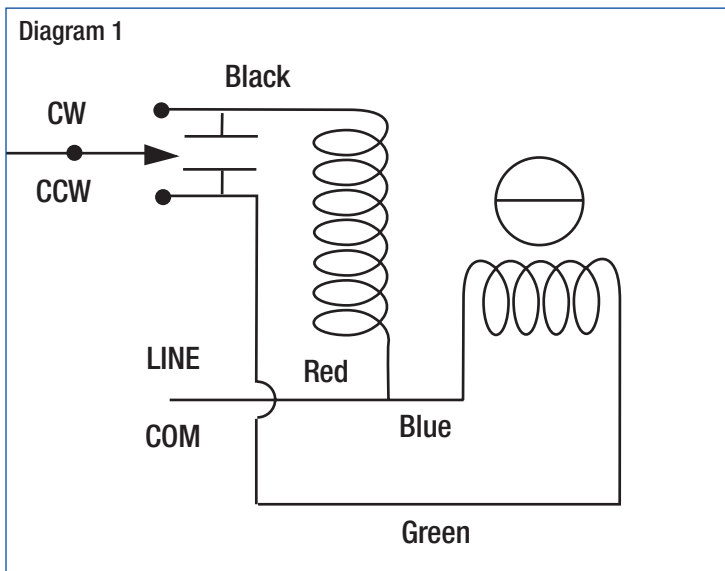 Diagram 1
Black
CW
CCW
LINE
Red
COM
Blue
Green